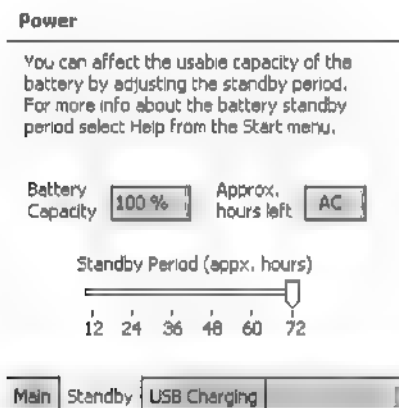 Power
You can affect the usable capacity of the
battery by adjusting the standby period.
For more info about the battery standby
period select Help from the Start menu.
Battery Capacity 100 % Approx. hours left AC
Standby Period (appx. hours)
12 24 36 48 60 72
Main Standby USB Charging